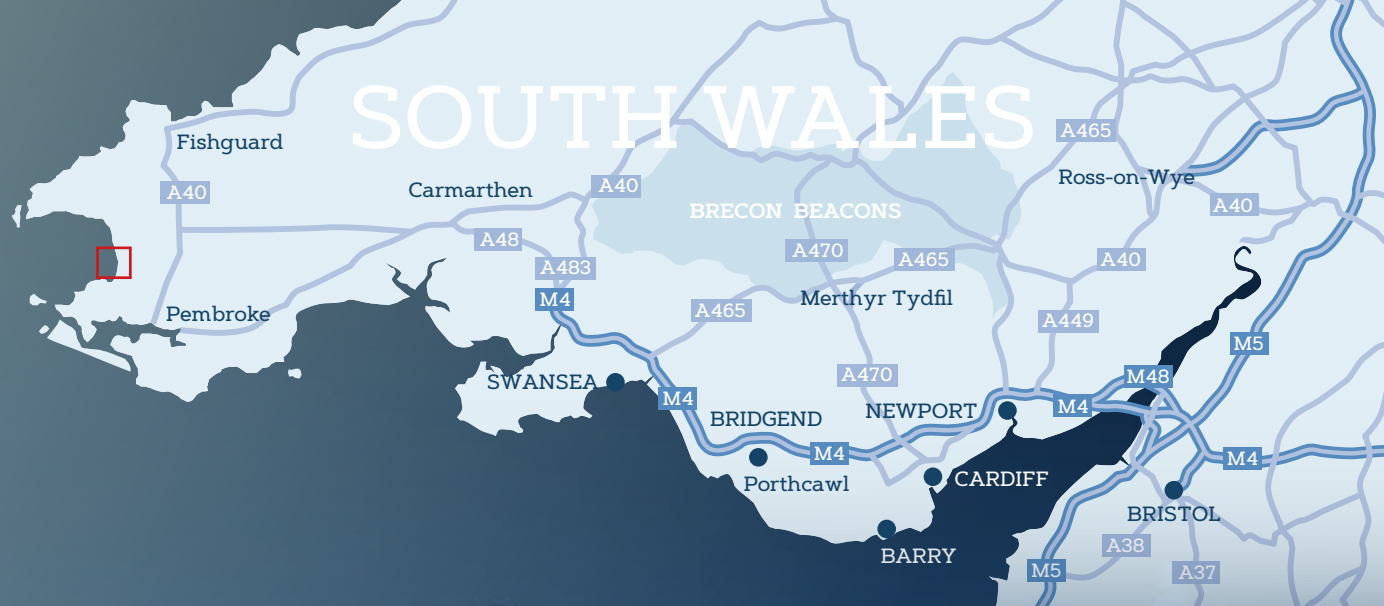 SOUTH WALES
A465
Fishguard
Ross-on-Wye
A40
Carmarthen
A40
A40
BRECON BEACONS
A48
A470
A465
A40
A483
M4
Merthyr Tydfil
Pembroke
A465
A449
M5
SWANSEA
A470
M48
M4
BRIDGEND
NEWPORT
M4
M4
M4
Porthcawl
CARDIFF
BRISTOL
BARRY
A38
M5
A37